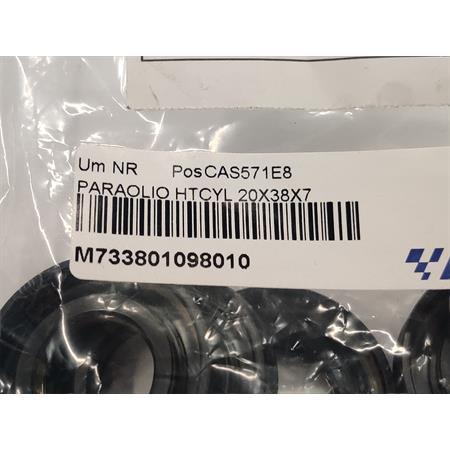 Um NR PosCAS571E8
PARAOLIO HTCYL 20X38X7
M733801098010